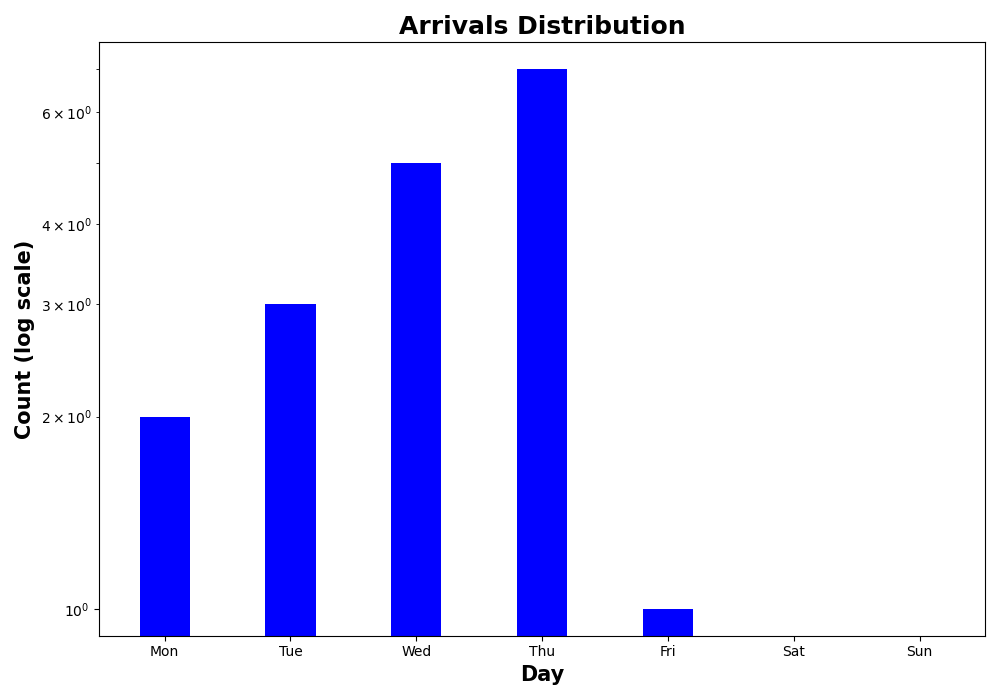 Arrivals Distribution
6 × 10⁰
4 × 10⁰
3 × 10⁰
2 × 10⁰
10⁰
Count (log scale)
Mon Tue Wed Thu Fri Sat Sun
Day